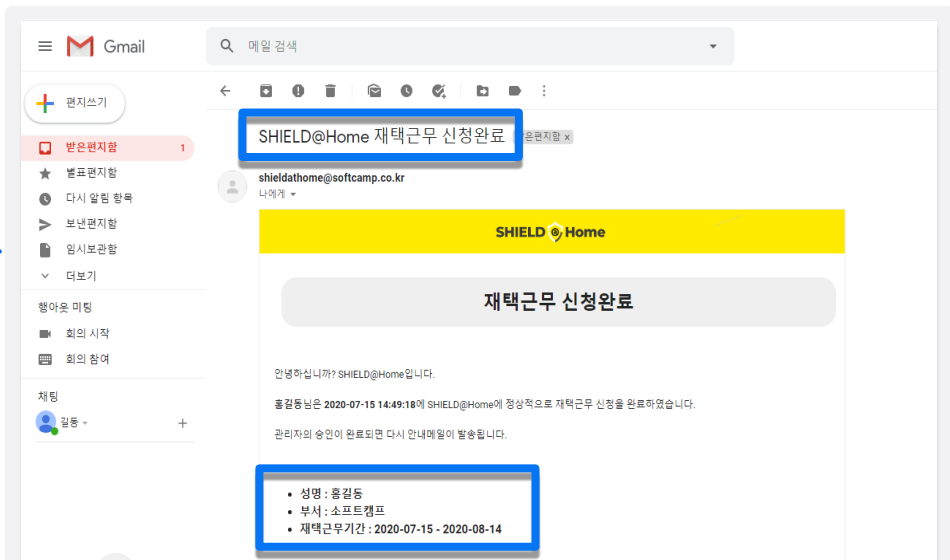 Gmail
메일 검색
편지쓰기
받은편지함 1
별표편지함
다시 알림 항목
보낸편지함
임시보관함
더보기
행아웃 미팅
회의 시작
회의 참여
채팅
길동
SHIELD@Home 재택근무 신청완료
은편지함 x
shieldathome@softcamp.co.kr
나에게
SHIELD@Home
재택근무 신청완료
안녕하십니까? SHIELD@Home입니다.
홍길동님은 2020-07-15 14:49:18에 SHIELD@Home에 정상적으로 재택근무 신청을 완료하였습니다.
관리자의 승인이 완료되면 다시 안내메일이 발송됩니다.
• 성명 : 홍길동
• 부서 : 소프트캠프
• 재택근무기간 : 2020-07-15 - 2020-08-14